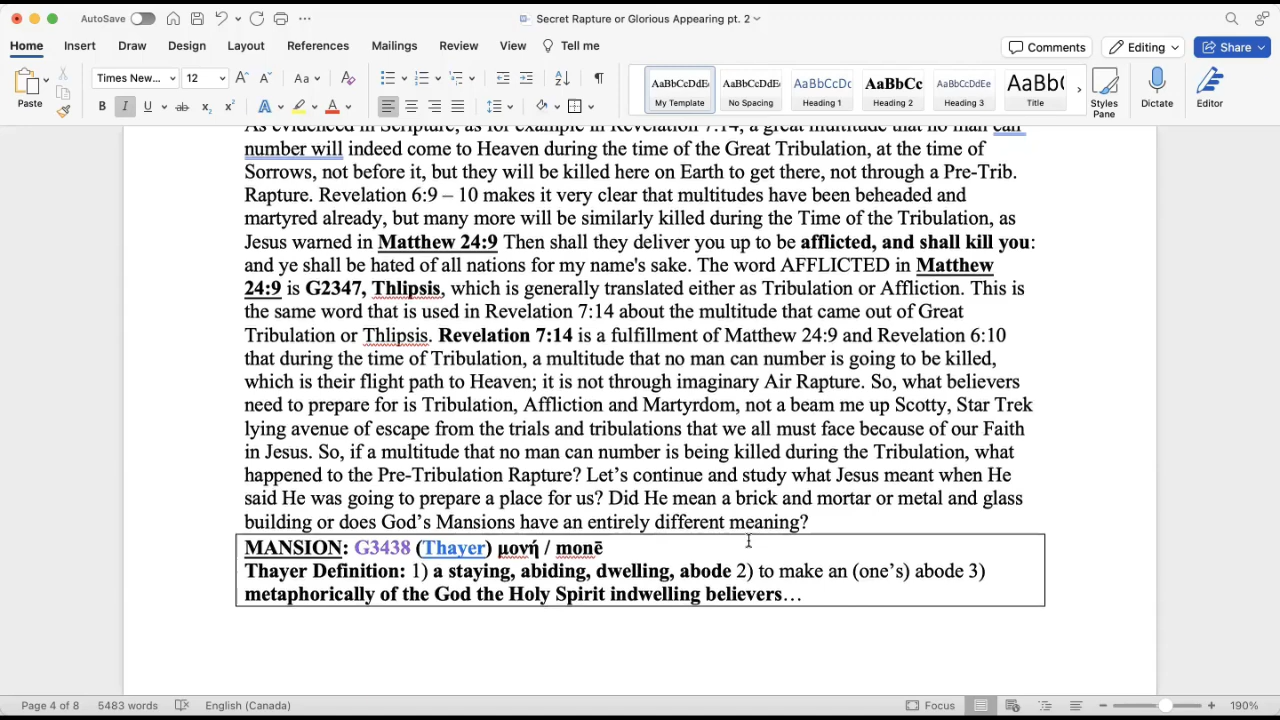 AutoSave
Secret Rapture or Glorious Appearing pt. 2
Home Insert Draw Design Layout References Mailings Review View Tell me Comments Editing Share
Paste
Times New... 12 Aa
B I U ab x₂ x² A A
AaBbCcDdE My Template
AaBbCcDdE No Spacing
AaBbCcDc Heading 1
AaBbCc Heading 2
AaBbCcDdEe Heading 3
AaBb( Title
Styles Pane
Dictate
Editor
As evidenced in Scripture, as for example in Revelation 7:14, a great multitude that no man can
number will indeed come to Heaven during the time of the Great Tribulation, at the time of
Sorrows, not before it, but they will be killed here on Earth to get there, not through a Pre-Trib.
Rapture. Revelation 6:9 – 10 makes it very clear that multitudes have been beheaded and
martyred already, but many more will be similarly killed during the Time of the Tribulation, as
Jesus warned in Matthew 24:9 Then shall they deliver you up to be afflicted, and shall kill you:
and ye shall be hated of all nations for my name's sake. The word AFFLICTED in Matthew
24:9 is G2347, Thlipsis, which is generally translated either as Tribulation or Affliction. This is
the same word that is used in Revelation 7:14 about the multitude that came out of Great
Tribulation or Thlipsis. Revelation 7:14 is a fulfillment of Matthew 24:9 and Revelation 6:10
that during the time of Tribulation, a multitude that no man can number is going to be killed,
which is their flight path to Heaven; it is not through imaginary Air Rapture. So, what believers
need to prepare for is Tribulation, Affliction and Martyrdom, not a beam me up Scotty, Star Trek
lying avenue of escape from the trials and tribulations that we all must face because of our Faith
in Jesus. So, if a multitude that no man can number is being killed during the Tribulation, what
happened to the Pre-Tribulation Rapture? Let’s continue and study what Jesus meant when He
said He was going to prepare a place for us? Did He mean a brick and mortar or metal and glass
building or does God’s Mansions have an entirely different meaning?
MANSION: G3438 (Thayer) μονή / monē
Thayer Definition: 1) a staying, abiding, dwelling, abode 2) to make an (one’s) abode 3)
metaphorically of the God the Holy Spirit indwelling believers…
Page 4 of 8 5483 words English (Canada) Focus 190%